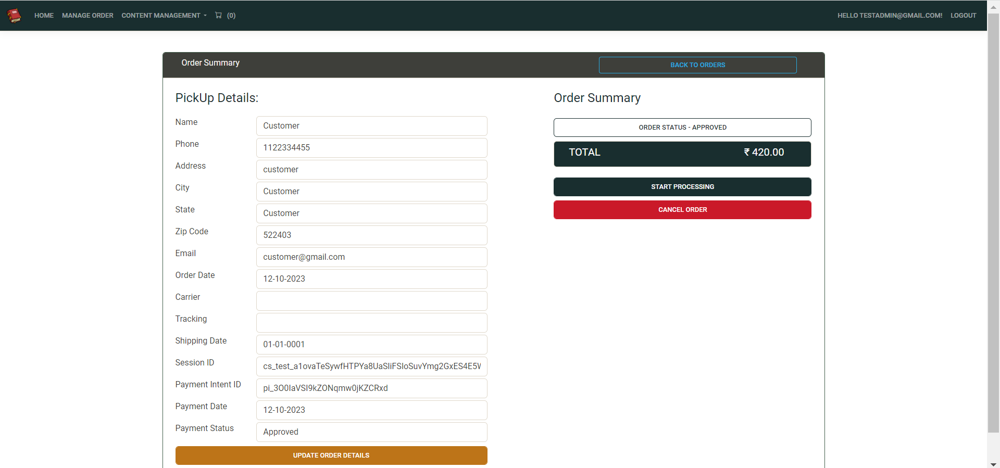 HOME MANAGE ORDER CONTENT MANAGEMENT (0) HELLO TESTADMIN@GMAIL.COM! LOGOUT
Order Summary BACK TO ORDERS
PickUp Details:
Name Customer
Phone 1122334455
Address customer
City Customer
State Customer
Zip Code 522403
Email customer@gmail.com
Order Date 12-10-2023
Carrier
Tracking
Shipping Date 01-01-0001
Session ID cs_test_a1ovaTeSywfHTPYa8UaSliFSloSuvYmg2GxES4E5W
Payment Intent ID pi_3O0IaVSI9kZONqmw0jKZCRxd
Payment Date 12-10-2023
Payment Status Approved
UPDATE ORDER DETAILS
Order Summary
ORDER STATUS - APPROVED
TOTAL ₹ 420.00
START PROCESSING
CANCEL ORDER